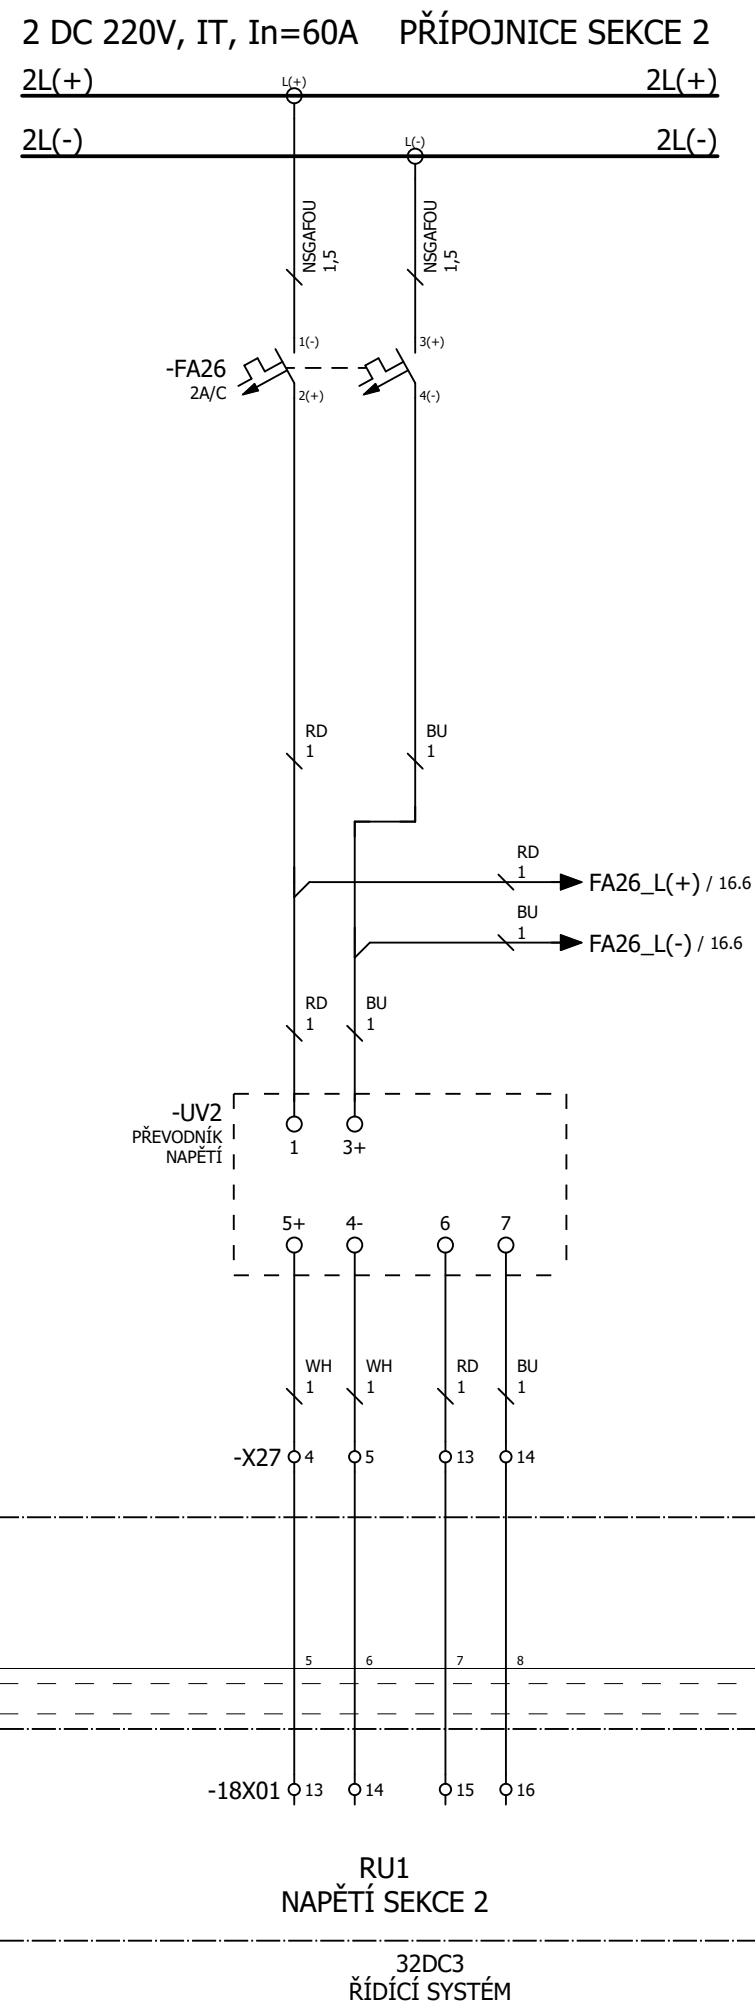 2 DC 220V, IT, In=60A PŘÍPOJNICE SEKCE 2
2L(+) L(+) 2L(+)
2L(-) L(-) 2L(-)
NSGAFOU
1,5
NSGAFOU
1,5
1(-) 3(+)
-FA26
2A/C 2(+) 4(-)
RD BU
1 1
RD
1
FA26_L(+) / 16.6
BU
1
FA26_L(-) / 16.6
RD BU
1 1
-UV2
PŘEVODNÍK
NAPĚTÍ
1 3+
5+ 4- 6 7
WH WH RD BU
1 1 1 1
-X27 4 5 13 14
5 6 7 8
-18X01 13 14 15 16
RU1
NAPĚTÍ SEKCE 2
32DC3
ŘÍDÍCÍ SYSTÉM